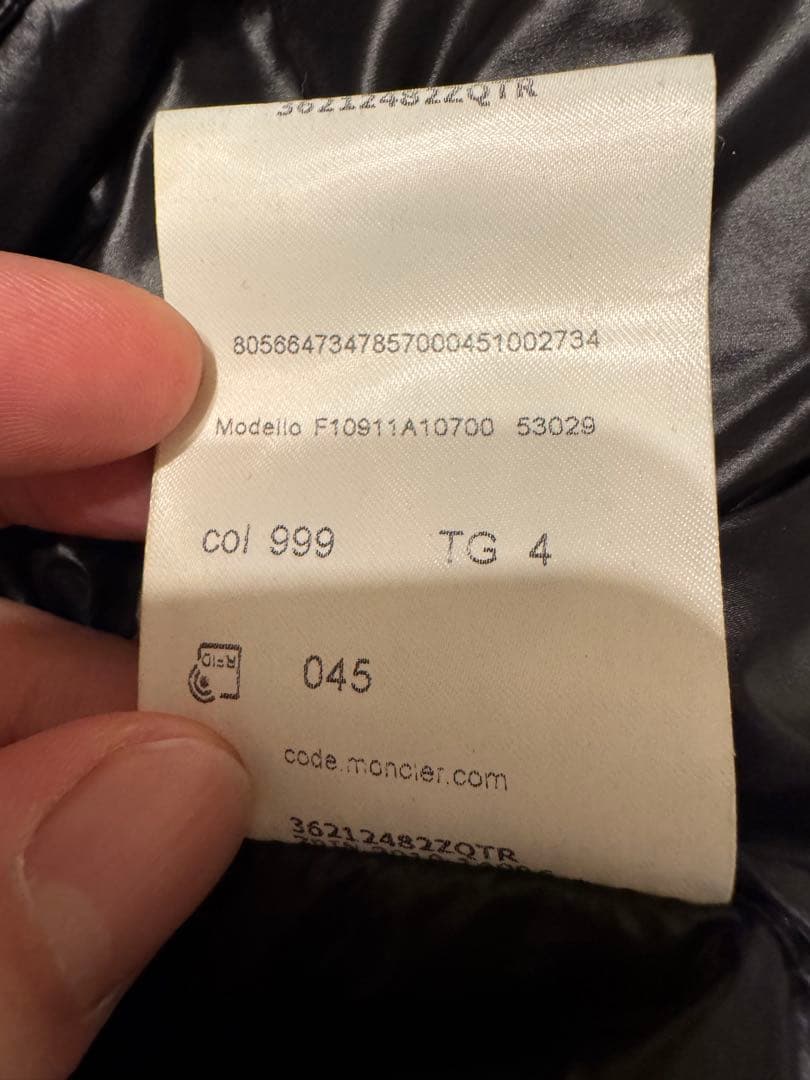 36212482ZQTR
8056647347857000451002734
Modello F10911A10700 53029
col 999 TG 4
RFID 045
code.moncler.com
36212482ZQTR